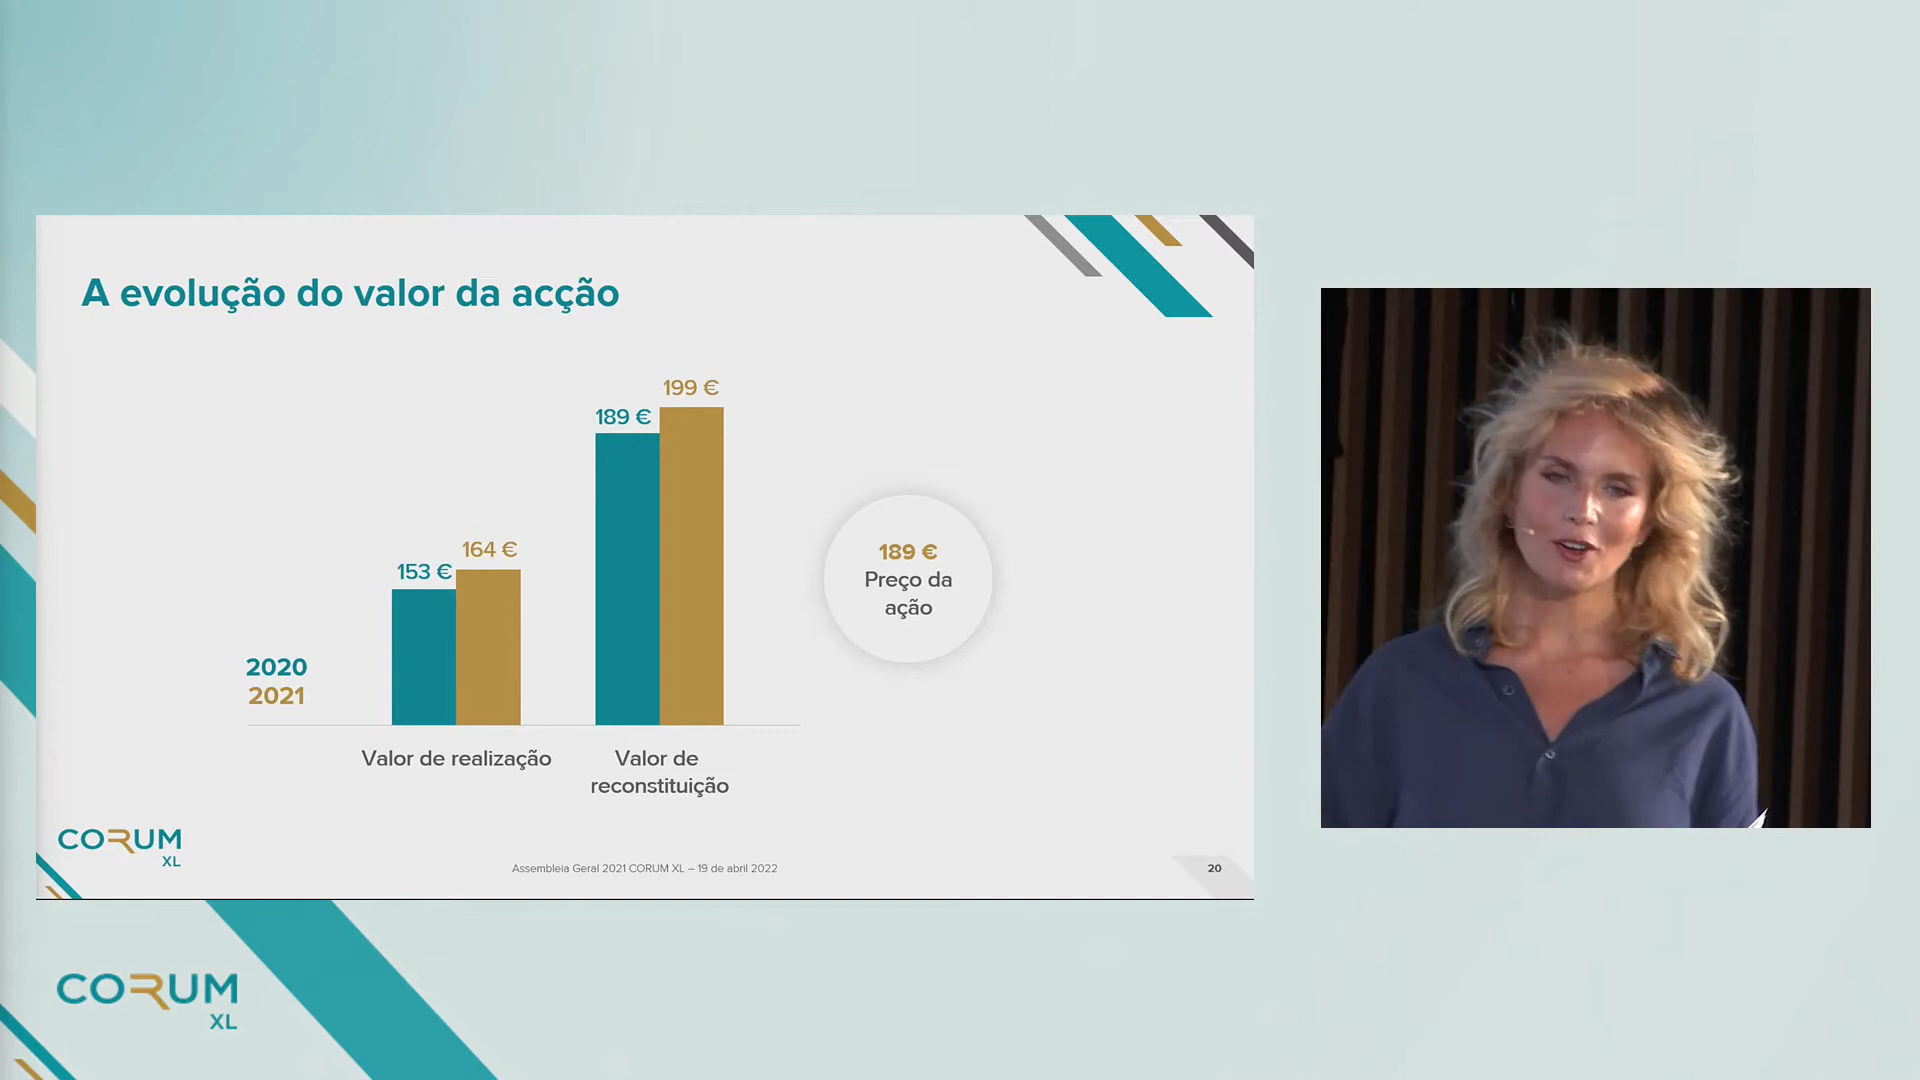 A evolução do valor da acção
199 €
189 €
164 €
153 €
189 €
Preço da
ação
2020
2021
Valor de realização
Valor de
reconstituição
CORUM
XL
Assembleia Geral 2021 CORUM XL – 19 de abril 2022
20
CORUM
XL